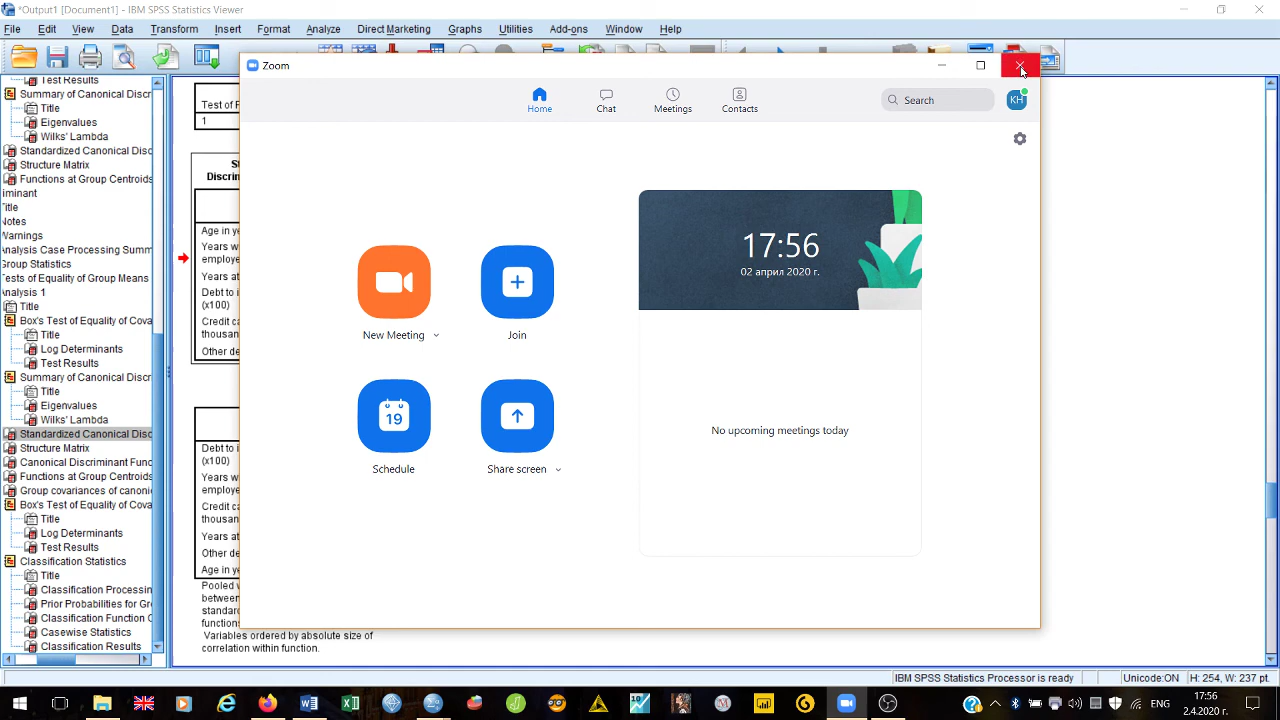 *Output1 [Document1] - IBM SPSS Statistics Viewer
File Edit View Data Transform Insert Format Analyze Direct Marketing Graphs Utilities Add-ons Window Help
Test Results
Summary of Canonical Discr
Title
Eigenvalues
Wilks' Lambda
Standardized Canonical Disc
Structure Matrix
Functions at Group Centroids
iminant
Title
Notes
Warnings
Analysis Case Processing Summ
Group Statistics
Tests of Equality of Group Means
Analysis 1
Title
Box's Test of Equality of Cova
Title
Log Determinants
Test Results
Summary of Canonical Discr
Title
Eigenvalues
Wilks' Lambda
Standardized Canonical Disc
Structure Matrix
Canonical Discriminant Func
Functions at Group Centroids
Group covariances of canoni
Box's Test of Equality of Cova
Title
Log Determinants
Test Results
Classification Statistics
Title
Classification Processin
Prior Probabilities for Gr
Classification Function C
Casewise Statistics
Classification Results
Test of F
1
St
Discrimin
Age in ye
Years wi
employe
Years at
Debt to i
(x100)
Credit ca
thousan
Other de
Debt to i
(x100)
Years wi
employe
Credit ca
thousan
Years at
Other de
Age in ye
Pooled w
between
standard
functions
Variables ordered by absolute size of
correlation within function.
Zoom
Home Chat Meetings Contacts
Search
KH
17:56
02 април 2020 г.
New Meeting
Join
19
Schedule
Share screen
No upcoming meetings today
IBM SPSS Statistics Processor is ready Unicode:ON H: 254, W: 237 pt.
10
ENG
17:56
2.4.2020 г.